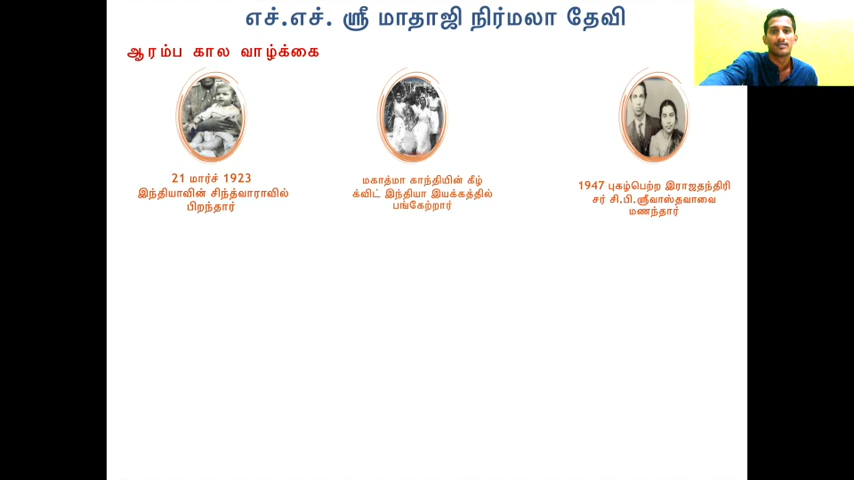 எச்.எச். ஸ்ரீ மாதாஜி நிர்மலா தேவி
ஆரம்ப கால வாழ்க்கை
21 மார்ச் 1923
இந்தியாவின் சிந்த்வாராவில்
பிறந்தார்
மகாத்மா காந்தியின் கீழ்
க்விட் இந்தியா இயக்கத்தில்
பங்கேற்றார்
1947 புகழ்பெற்ற இராஜதந்திரி
சர் சி.பி.ஸ்ரீவாஸ்தவாவை
மணந்தார்